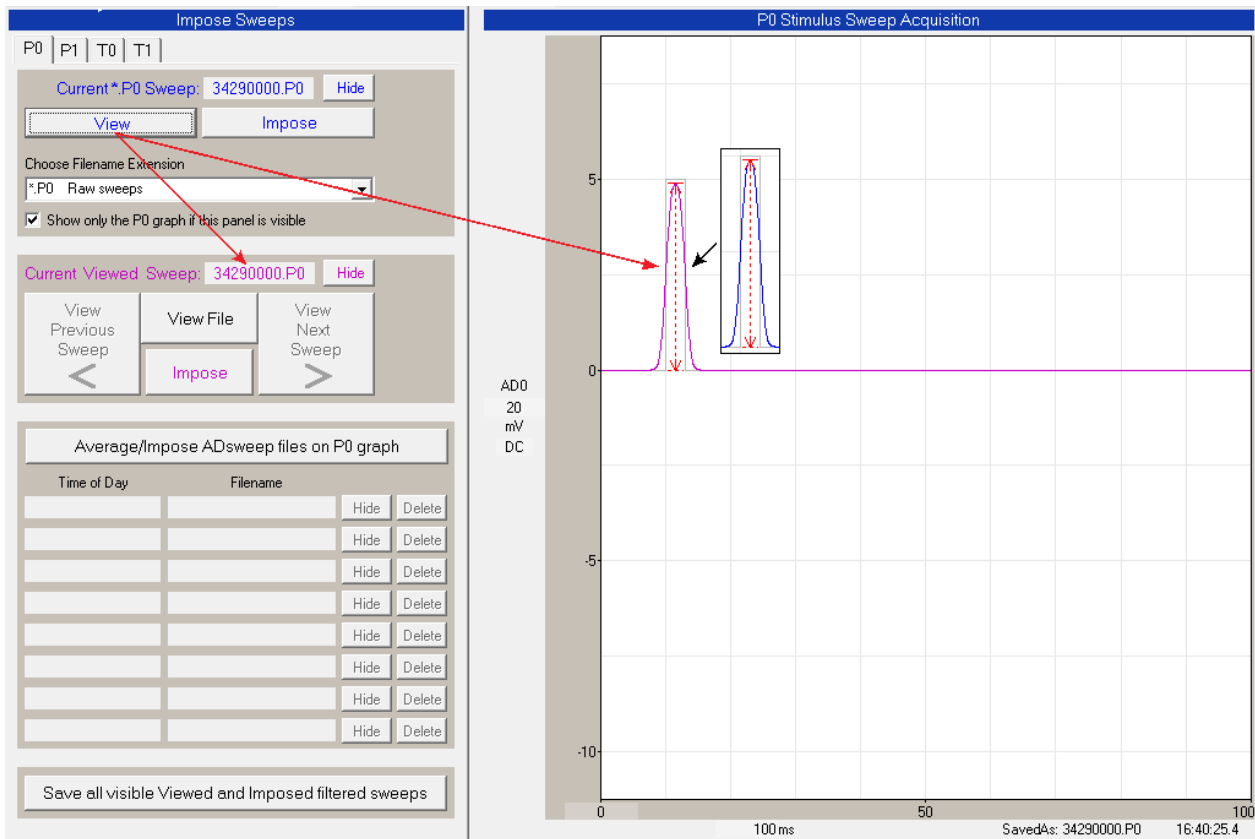 Impose Sweeps
P0 P1 T0 T1
Current *.P0 Sweep: 34290000.P0 Hide
View Impose
Choose Filename Extension
*.P0 Raw sweeps
Show only the P0 graph if this panel is visible
Current Viewed Sweep: 34290000.P0 Hide
View
Previous
Sweep
<
View File
Impose
View
Next
Sweep
>
Average/Impose ADsweep files on P0 graph
Time of Day Filename
Hide Delete
Hide Delete
Hide Delete
Hide Delete
Hide Delete
Hide Delete
Hide Delete
Hide Delete
Save all visible Viewed and Imposed filtered sweeps
P0 Stimulus Sweep Acquisition
5
0
-5
-10
AD0
20
mV
DC
0 50 100
100 ms SavedAs: 34290000.P0 16:40:25.4